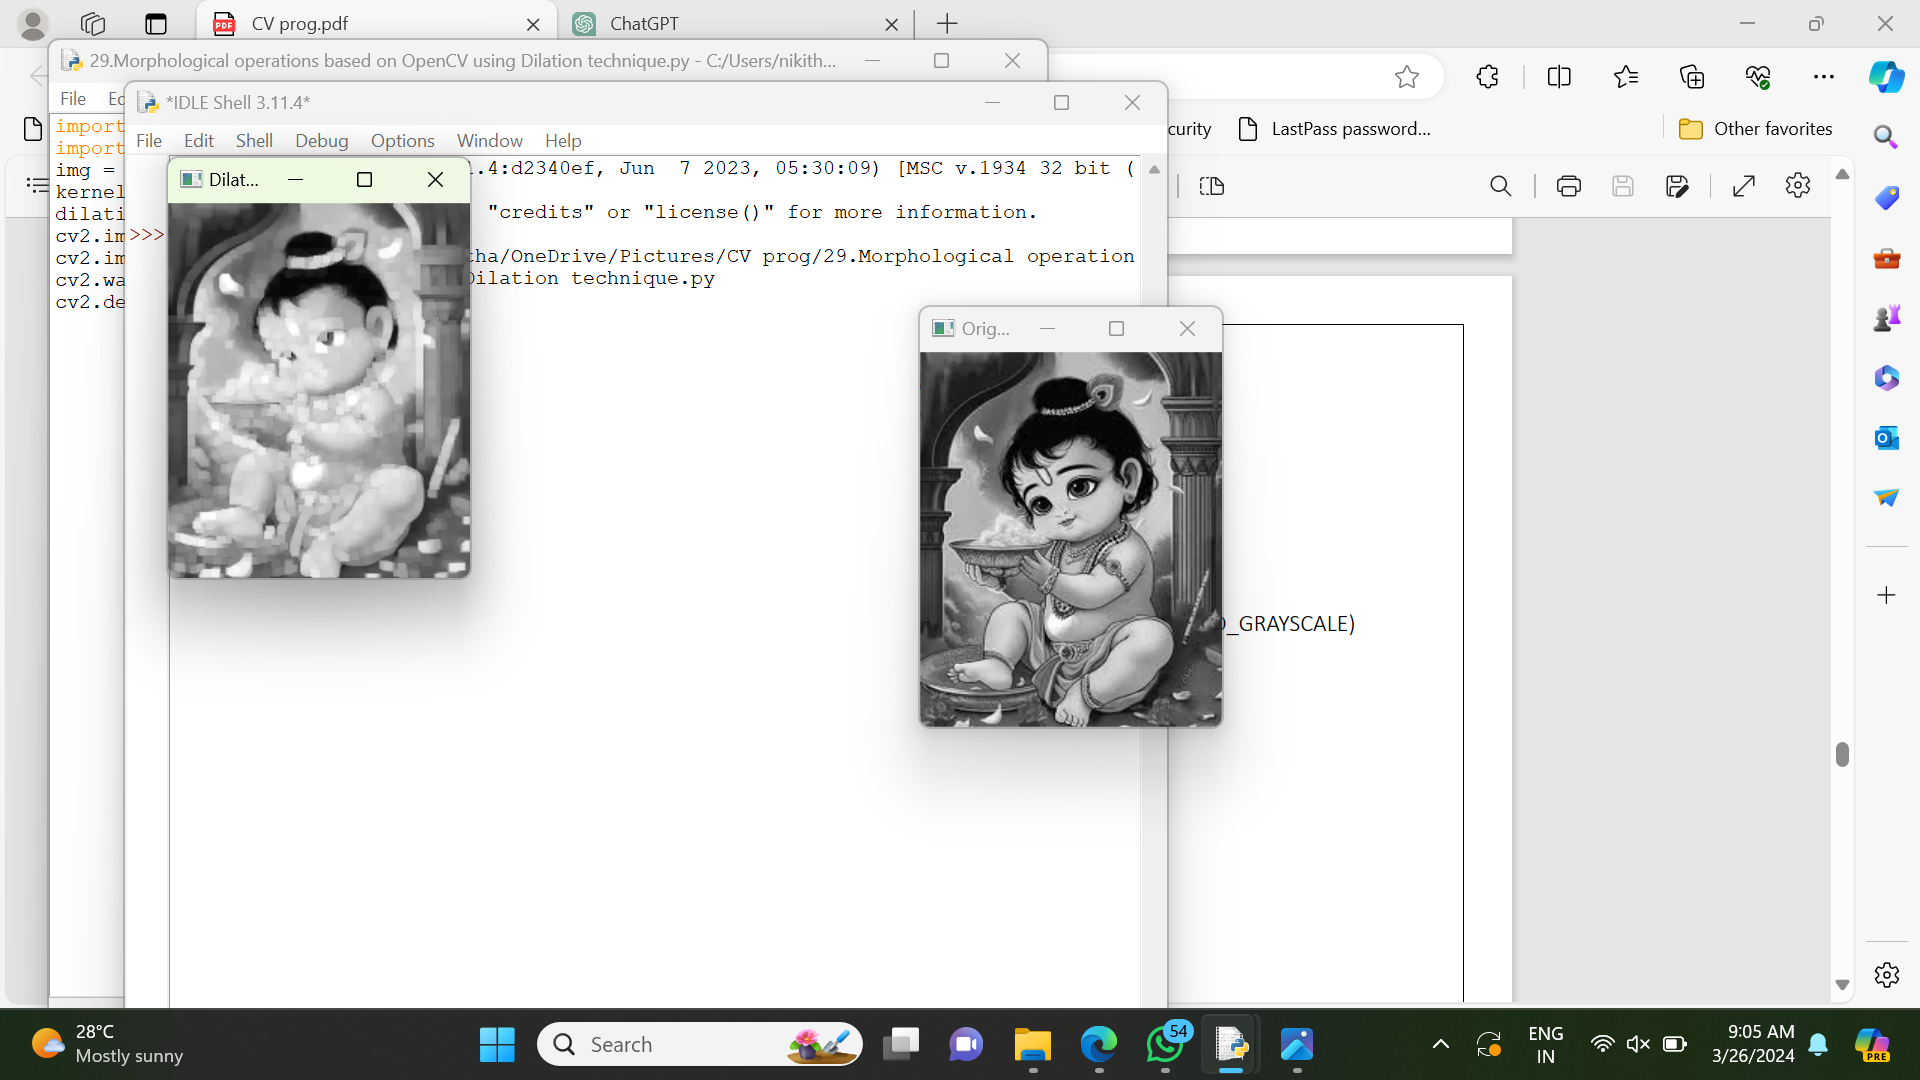 CV prog.pdf
ChatGPT
29.Morphological operations based on OpenCV using Dilation technique.py - C:/Users/nikith...
File Ed
*IDLE Shell 3.11.4*
File Edit Shell Debug Options Window Help
curity
LastPass password...
Other favorites
import
import
img =
kernel
dilati
cv2.im
cv2.im
cv2.wa
cv2.de
>>>
Dilat...
1.4:d2340ef, Jun 7 2023, 05:30:09) [MSC v.1934 32 bit (
"credits" or "license()" for more information.
tha/OneDrive/Pictures/CV prog/29.Morphological operation
Dilation technique.py
Orig...
D_GRAYSCALE)
28°C
Mostly sunny
Search
54
ENG
IN
9:05 AM
3/26/2024
PRE